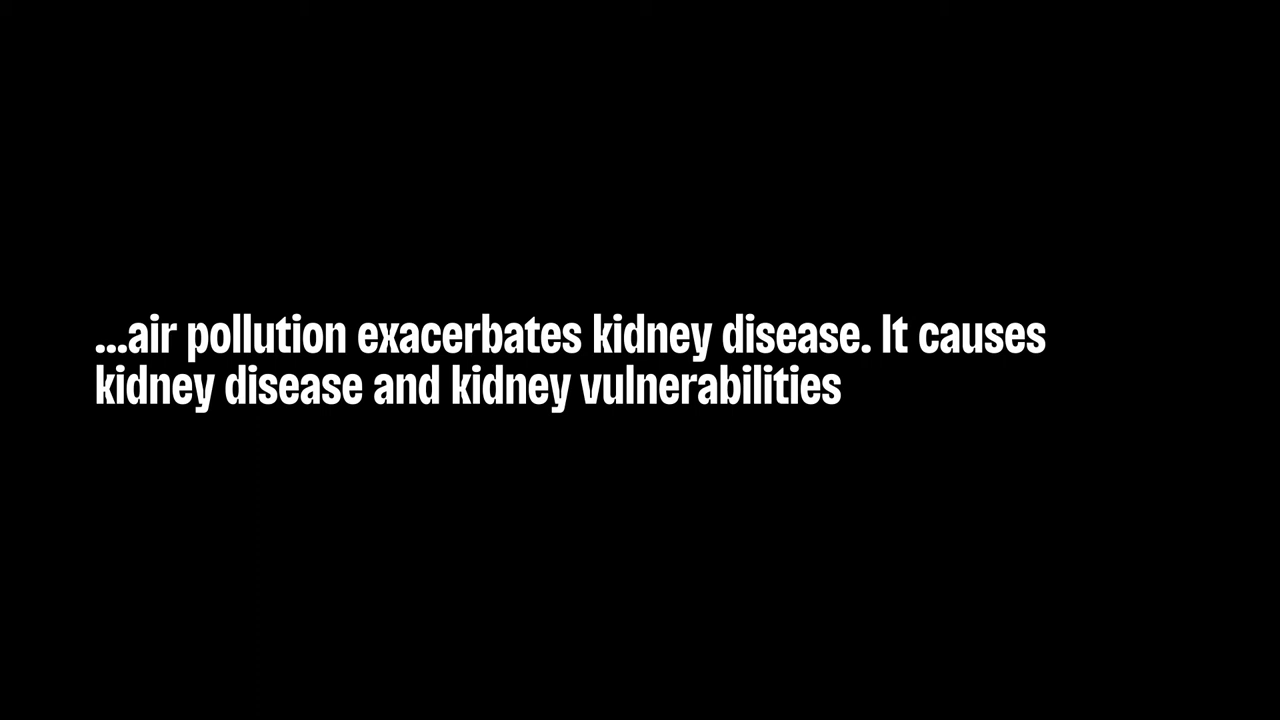 ...air pollution exacerbates kidney disease. It causes
kidney disease and kidney vulnerabilities